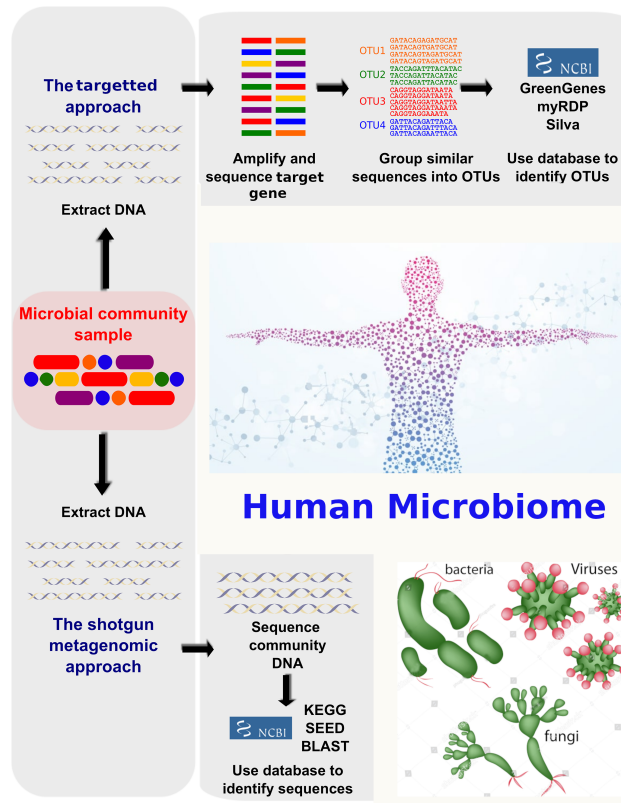 The targetted
approach
Extract DNA
Microbial community
sample
Extract DNA
The shotgun
metagenomic
approach
Amplify and
sequence target
gene
OTU1
GATACAGAGATGCAT
GATACAGTGATGCAT
GATACAGTAGATGCAT
GATACAGTAGATGCAT
OTU2
TACCAGATTTACATAC
TACCAGATTACATAC
TACCAGATTACATAC
OTU3
CAGGTAGGATAATA
CAGGTAGGATAATA
CAGGTAGGATAATTA
CAGGTAGGATAAATA
CAGGTAGGAAATA
OTU4
GATTACAGATTACA
GATTACAGATTTACA
GATTACAGAATTACA
Group similar
sequences into OTUs
NCBI
GreenGenes
myRDP
Silva
Use database to
identify OTUs
Human Microbiome
Sequence
community
DNA
NCBI
KEGG
SEED
BLAST
Use database to
identify sequences
bacteria
Viruses
fungi